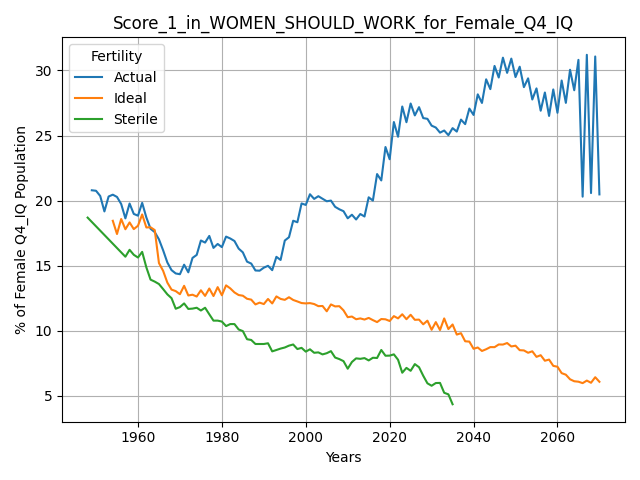 Score_1_in_WOMEN_SHOULD_WORK_for_Female_Q4_IQ
Fertility
Actual
Ideal
Sterile
% of Female Q4_IQ Population
30
25
20
15
10
5
1960
1980
2000
2020
2040
2060
Years